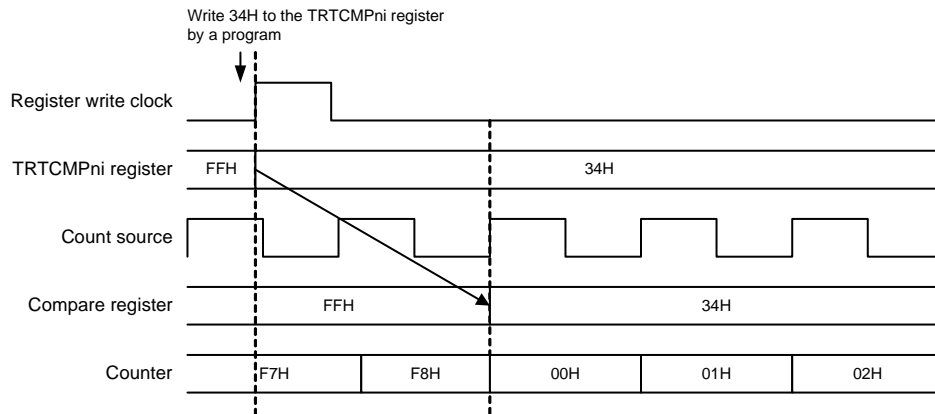 Write 34H to the TRTCMPni register
by a program
Register write clock
TRTCMPni register FFH 34H
Count source
Compare register FFH 34H
Counter F7H F8H 00H 01H 02H